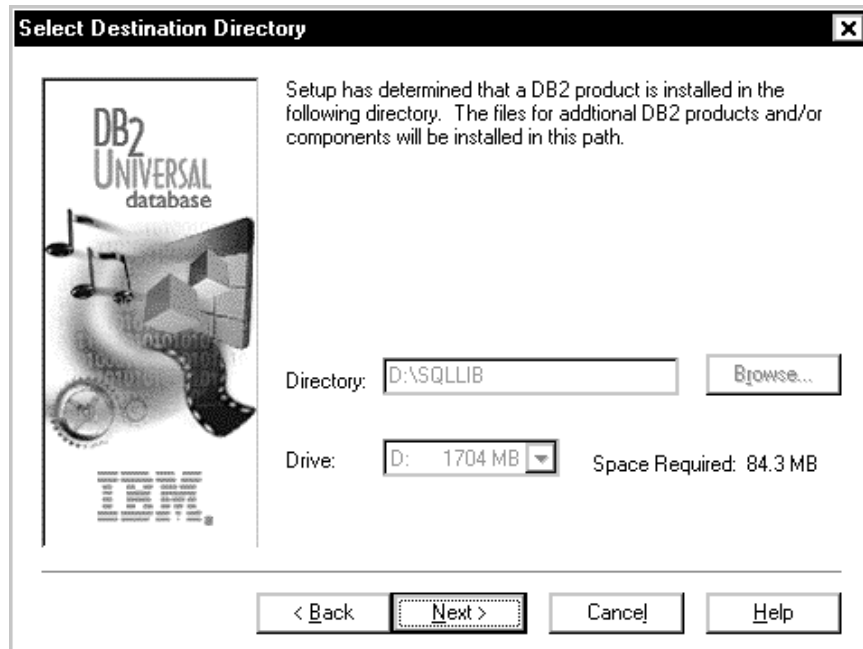 Select Destination Directory
Setup has determined that a DB2 product is installed in the
following directory. The files for addtional DB2 products and/or
components will be installed in this path.
DB2
UNIVERSAL
database
Directory:
D:\SQLLIB
Browse...
Drive:
D: 1704 MB
Space Required: 84.3 MB
IBM
< Back
Next >
Cancel
Help